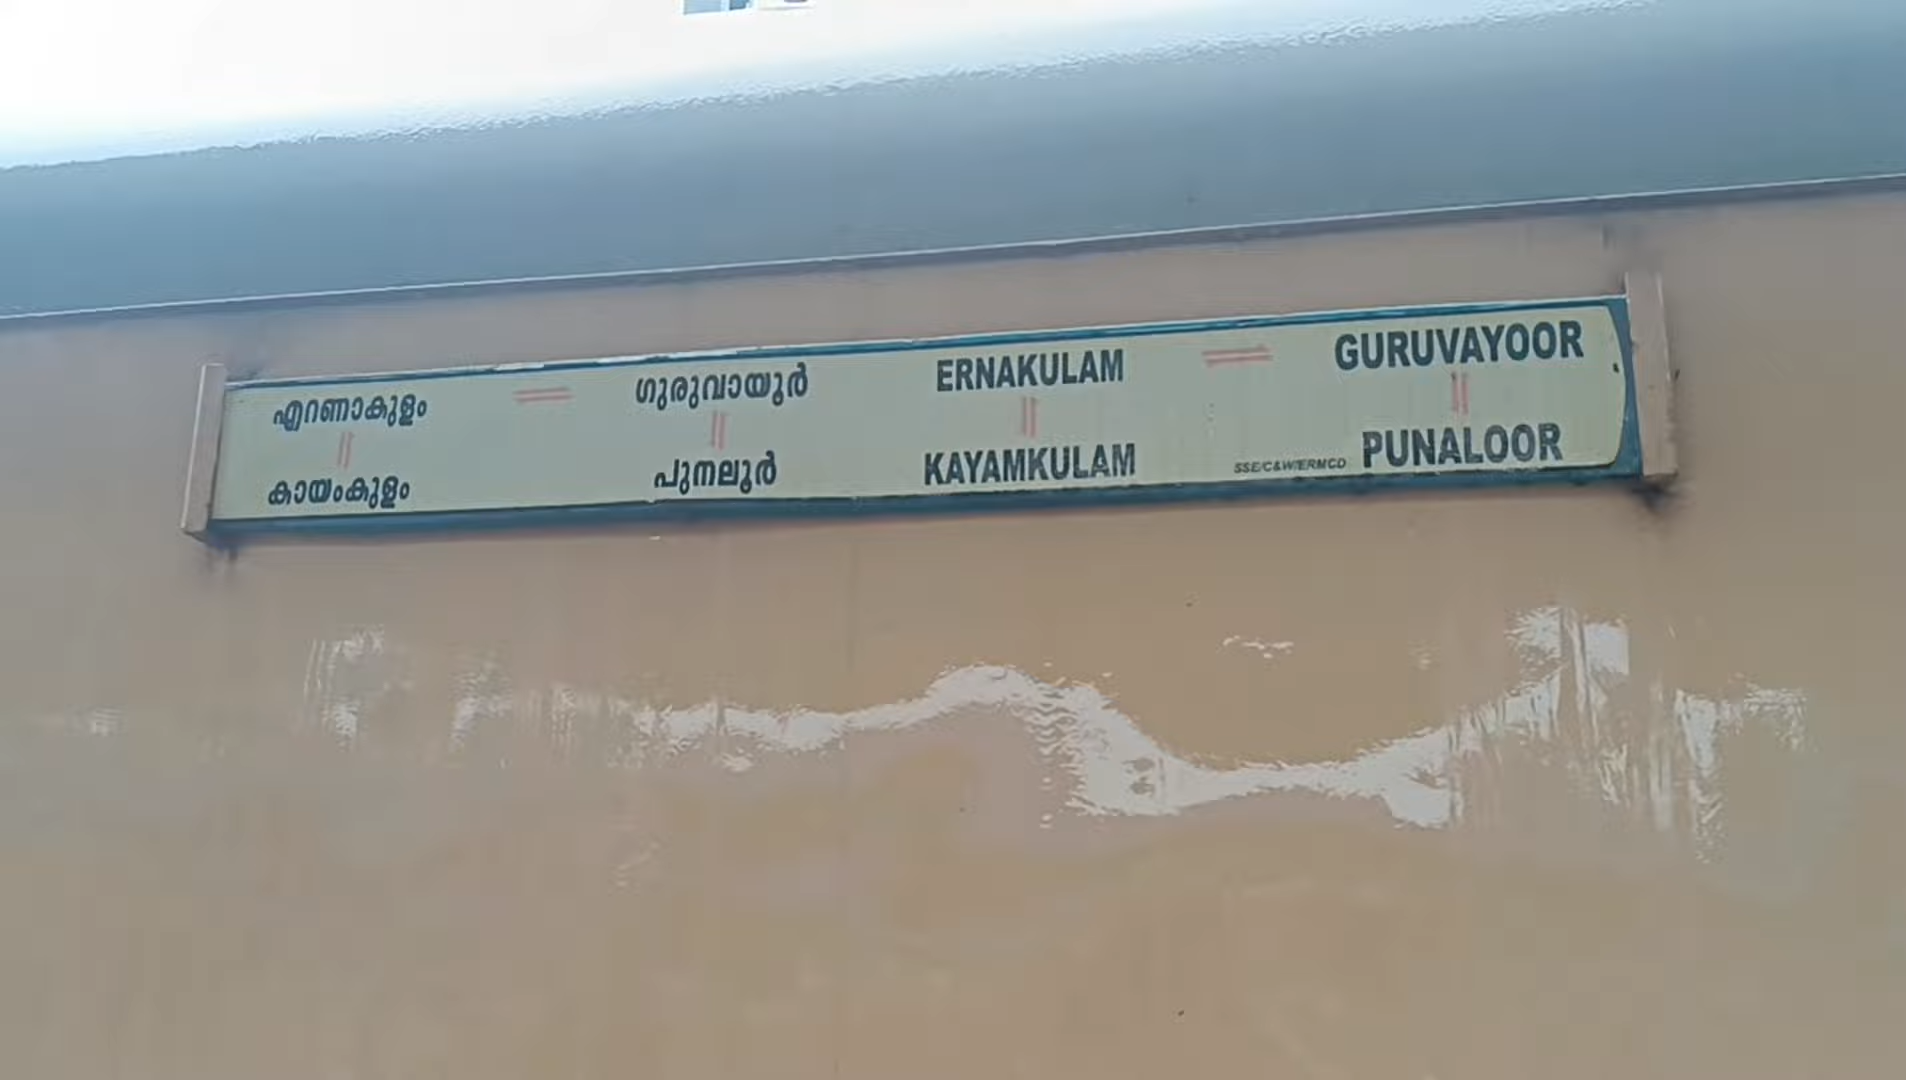 എറണാകുളം = ഗുരുവായൂർ ERNAKULAM = GURUVAYOOR
|| || || ||
കായംകുളം പുനലൂർ KAYAMKULAM SSE/C&W/ERMCD PUNALOOR